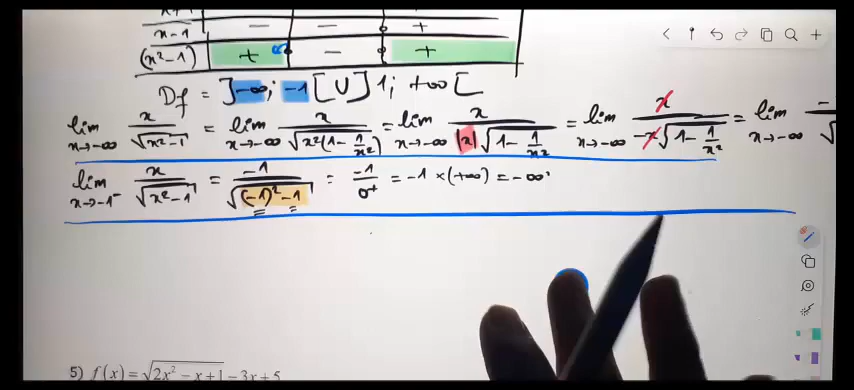 x+1
x-1 - - +
(x²-1) + - +
Df = ]-∞; -1[ U ]1; +∞[
lim x→-∞ x/√(x²-1) = lim x→-∞ x/√(x²(1-1/x²)) = lim x→-∞ x/(|x|√(1-1/x²)) = lim x→-∞ x/(-x√(1-1/x²)) = lim x→-∞
lim x→-1⁻ x/√(x²-1) = -1/√((-1)²-1) = -1/0⁺ = -1×(+∞) = -∞
5) f(x) = √(2x² - x + 1) - 3x + 5